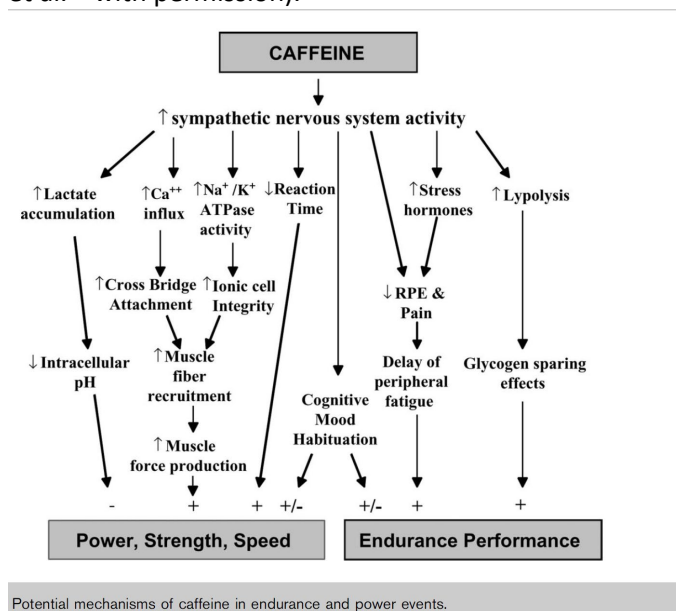 et al. with permission).
CAFFEINE
↑sympathetic nervous system activity
↑Lactate
accumulation
↑Ca⁺⁺
influx
↑Na⁺/K⁺
ATPase
activity
↓Reaction
Time
↑Stress
hormones
↑Lypolysis
↑Cross Bridge
Attachment
↑Ionic cell
Integrity
↓RPE &
Pain
↓Intracellular
pH
↑Muscle
fiber
recruitment
Delay of
peripheral
fatigue
Glycogen sparing
effects
Cognitive
Mood
Habituation
↑Muscle
force production
- + + +/- +/- + +
Power, Strength, Speed
Endurance Performance
Potential mechanisms of caffeine in endurance and power events.